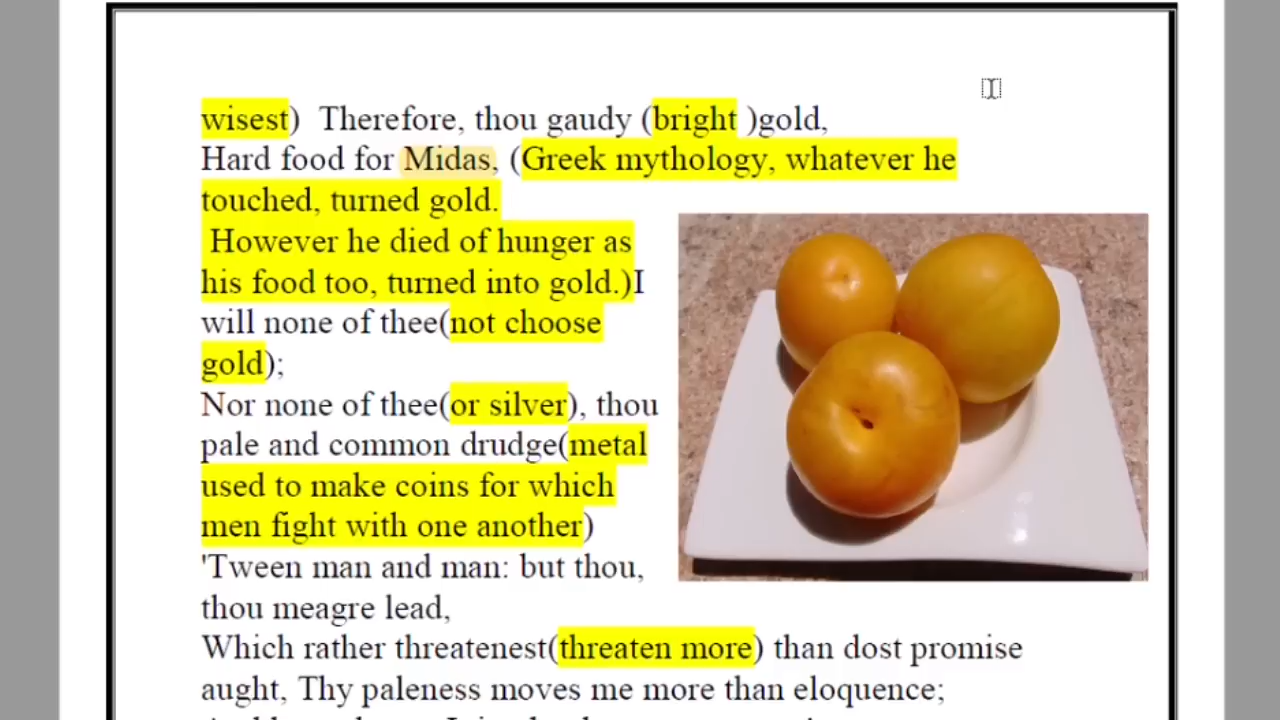 wisest)  Therefore, thou gaudy (bright )gold,
Hard food for Midas, (Greek mythology, whatever he
touched, turned gold.
However he died of hunger as
his food too, turned into gold.)I
will none of thee(not choose
gold);
Nor none of thee(or silver), thou
pale and common drudge(metal
used to make coins for which
men fight with one another)
'Tween man and man: but thou,
thou meagre lead,
Which rather threatenest(threaten more) than dost promise
aught, Thy paleness moves me more than eloquence;